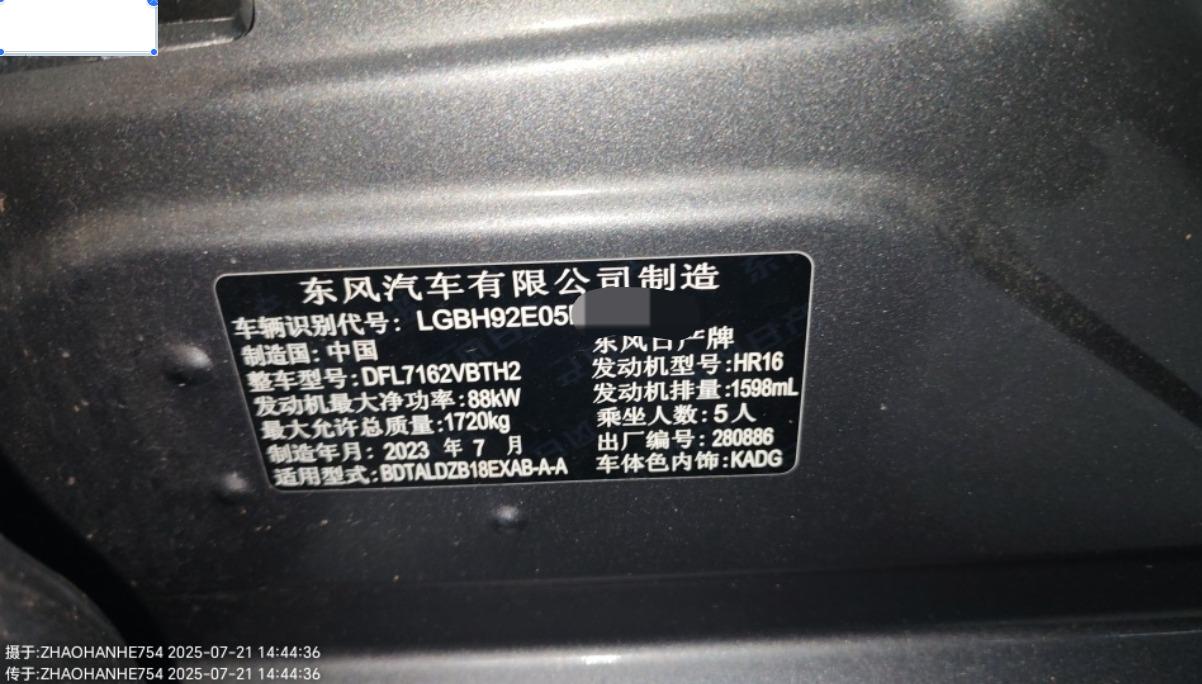 东风汽车有限公司制造
车辆识别代号: LGBH92E05
制造国: 中国
东风日产牌
整车型号:DFL7162VBTH2
发动机型号:HR16
发动机最大净功率:88kW
发动机排量:1598mL
最大允许总质量:1720kg
乘坐人数:5人
制造年月: 2023 年 7 月
出厂编号: 280886
适用型式:BDTALDZB18EXAB-A-A
车体色内饰:KADG
摄于:ZHAOHANHE754 2025-07-21 14:44:36
传于:ZHAOHANHE754 2025-07-21 14:44:36